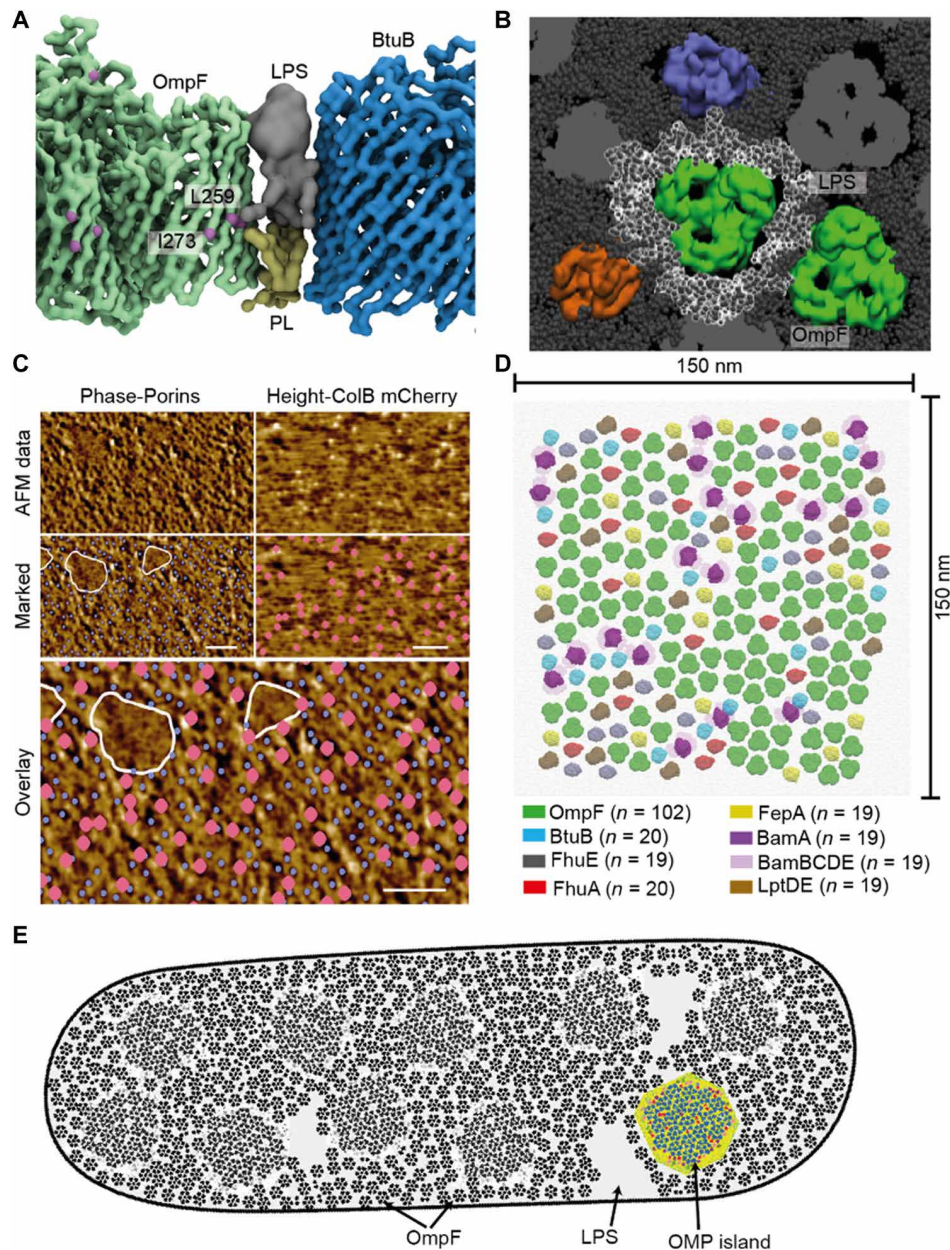 A
OmpF
LPS
BtuB
L259
I273
PL
B
LPS
OmpF
C
Phase-Porins
Height-ColB mCherry
AFM data
Marked
Overlay
D
150 nm
150 nm
OmpF (n = 102)
BtuB (n = 20)
FhuE (n = 19)
FhuA (n = 20)
FepA (n = 19)
BamA (n = 19)
BamBCDE (n = 19)
LptDE (n = 19)
E
OmpF
LPS
OMP island